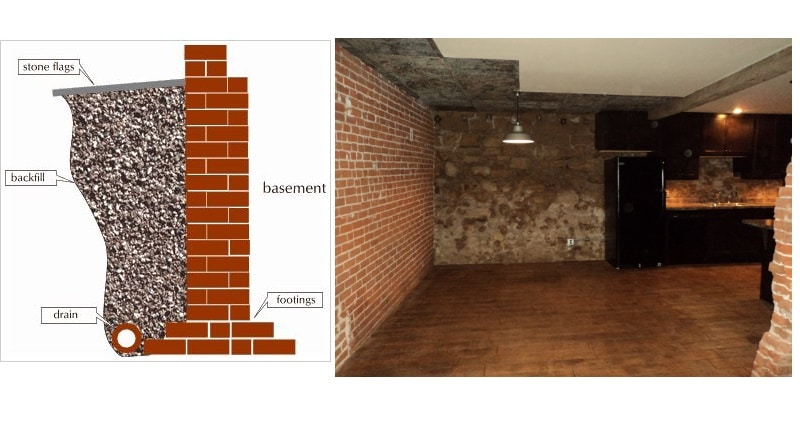 stone flags
backfill
basement
footings
drain